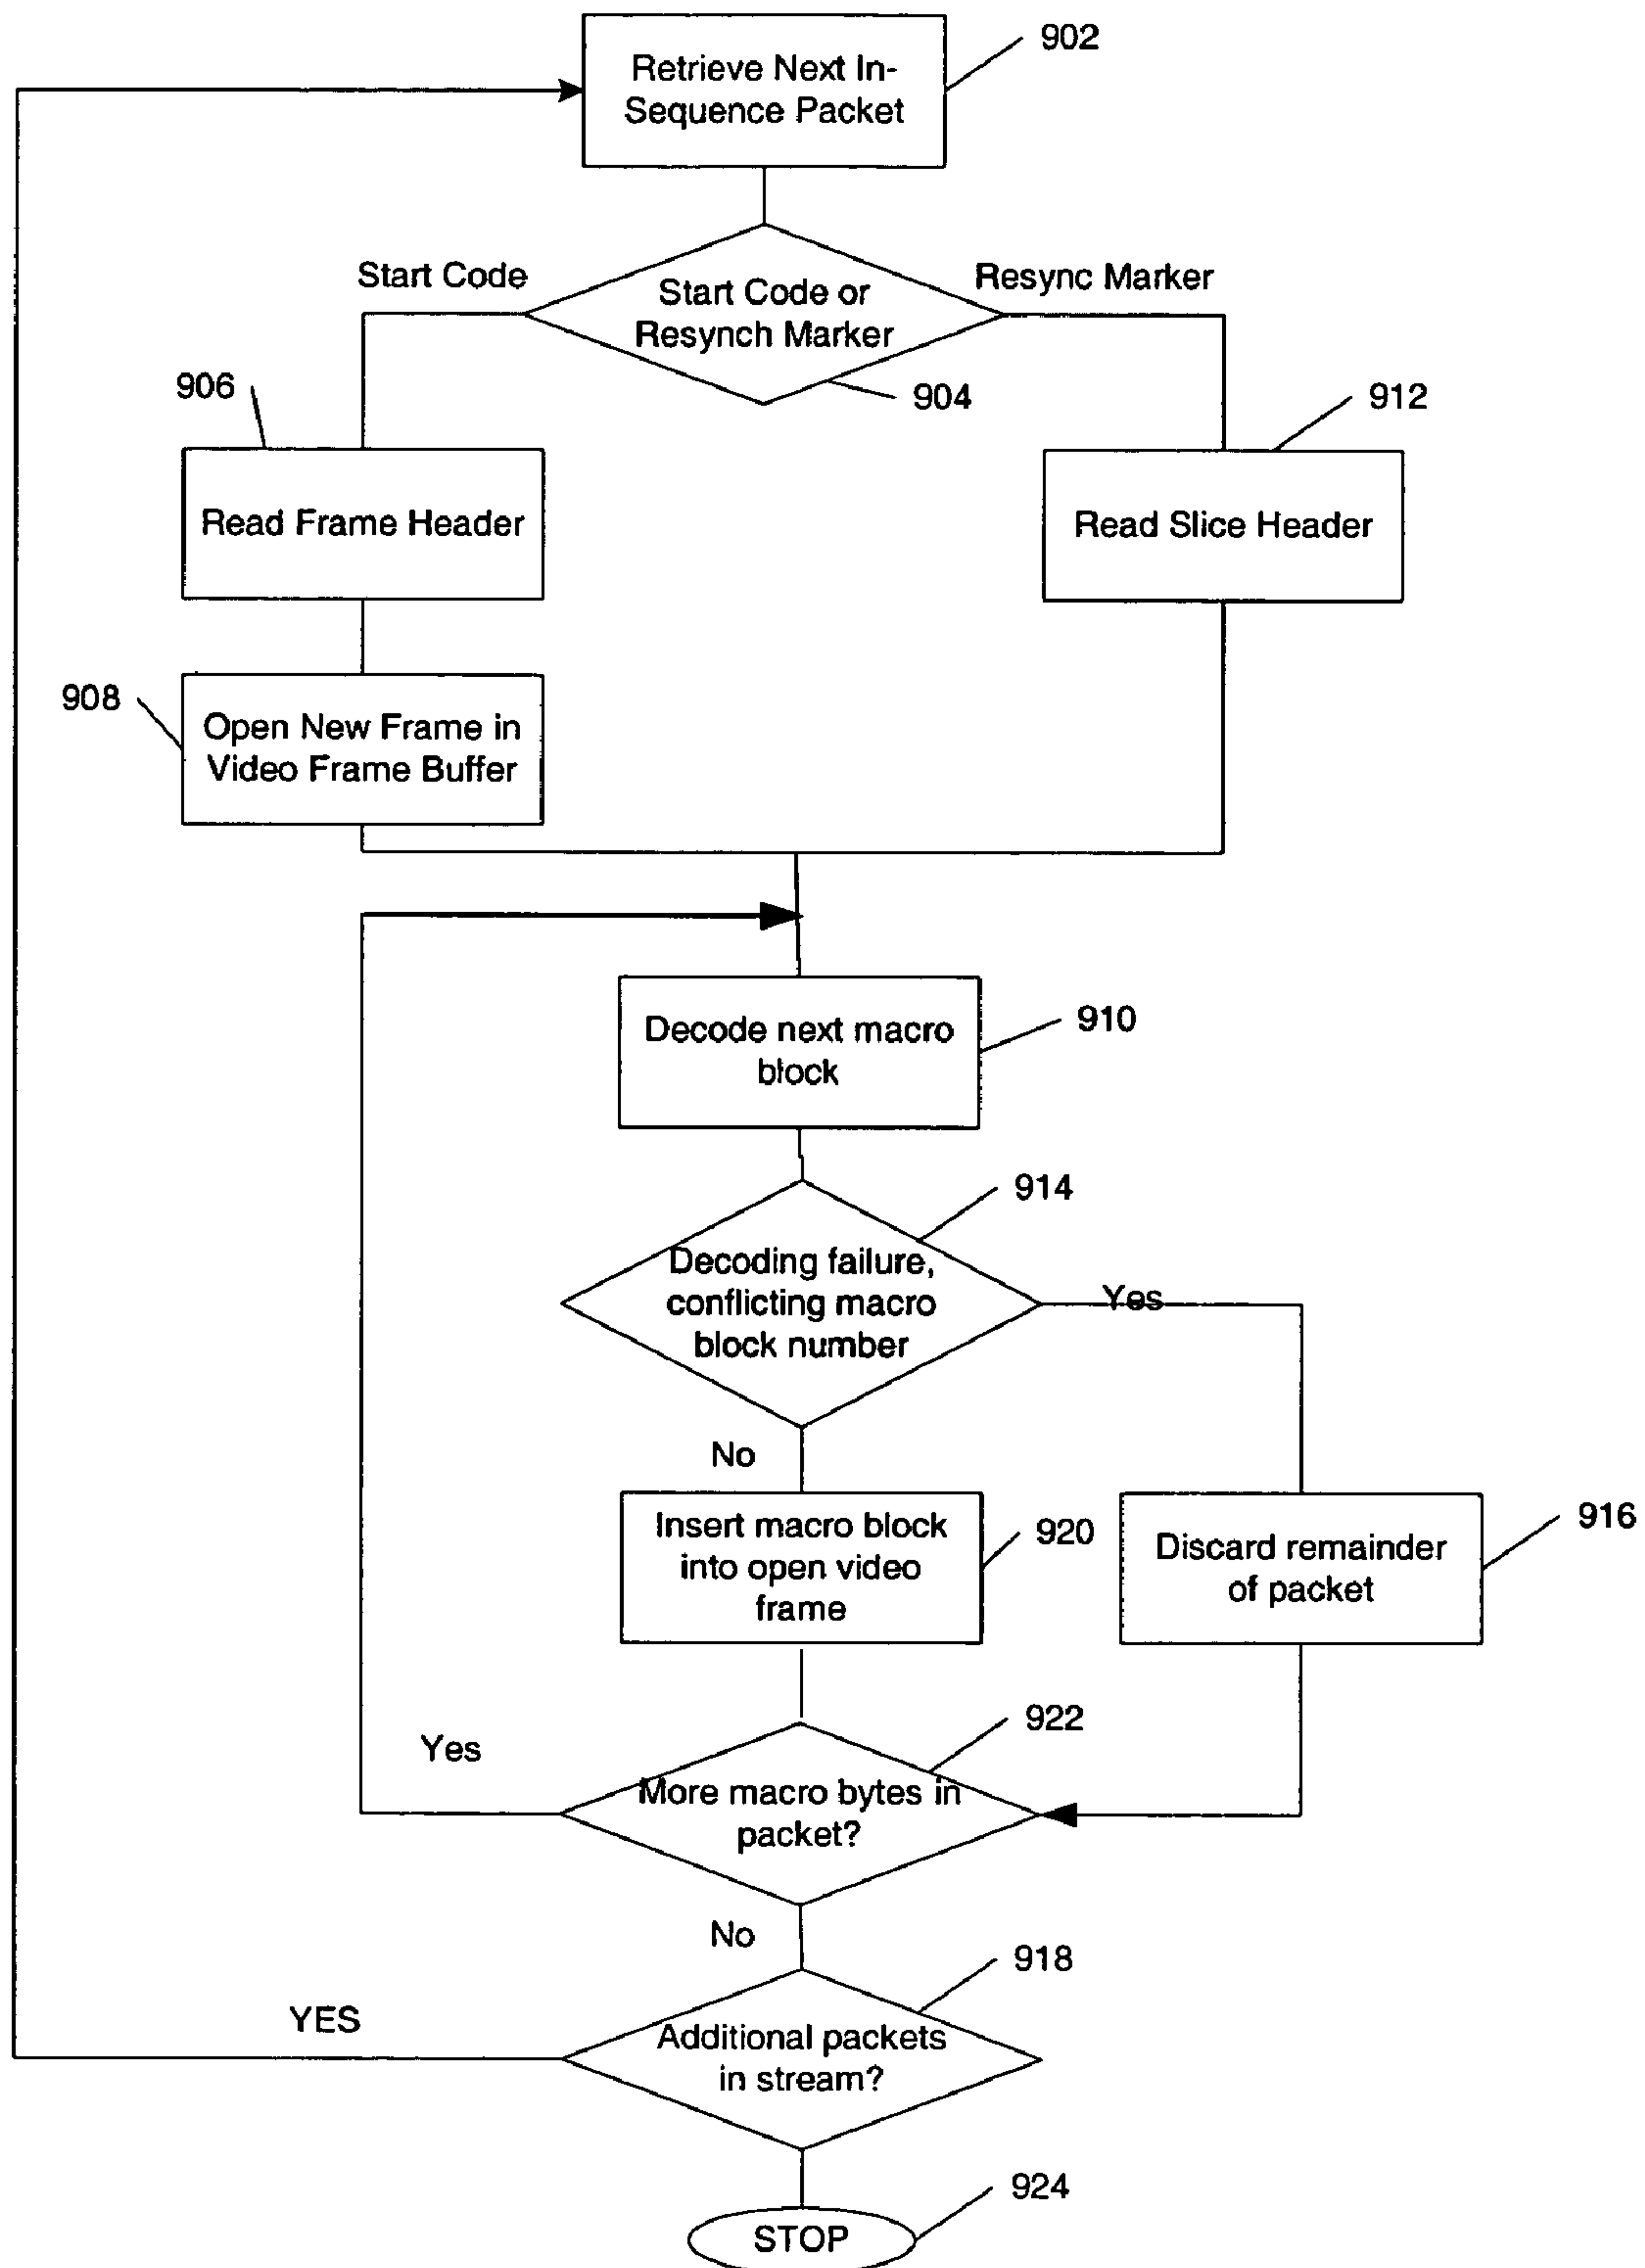 Retrieve Next In-
Sequence Packet
902
Start Code
Resync Marker
Start Code or
Resynch Marker
904
906
912
Read Frame Header
Read Slice Header
908
Open New Frame in
Video Frame Buffer
Decode next macro
block
910
914
Decoding failure,
conflicting macro
block number
Yes
No
Insert macro block
into open video
frame
920
Discard remainder
of packet
916
922
Yes
More macro bytes in
packet?
No
918
YES
Additional packets
in stream?
924
STOP